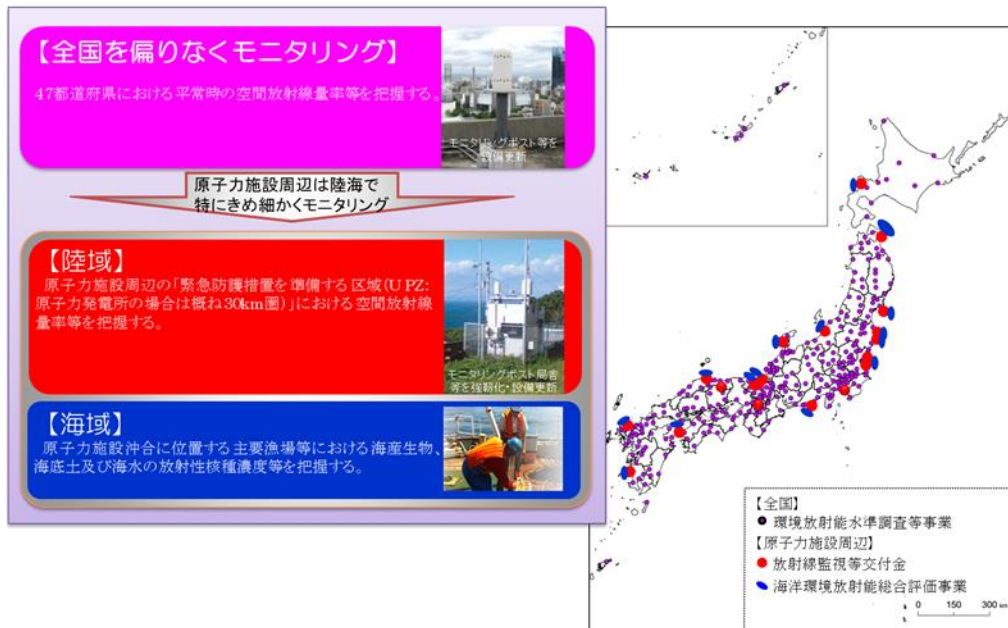 【全国を偏りなくモニタリング】
47都道府県における平常時の空間放射線量率等を把握する。
モニタリングポスト等を
設備更新
原子力施設周辺は陸海で
特にきめ細かくモニタリング
【陸域】
原子力施設周辺の「緊急防護措置を準備する区域(UPZ:
原子力発電所の場合は概ね30km圏)」における空間放射線
量率等を把握する。
モニタリングポスト局舎
等を強靭化・設備更新
【海域】
原子力施設沖合に位置する主要漁場等における海産生物、
海底土及び海水の放射性核種濃度等を把握する。
【全国】
環境放射能水準調査等事業
【原子力施設周辺】
放射線監視等交付金
海洋環境放射能総合評価事業
0 150 300 km